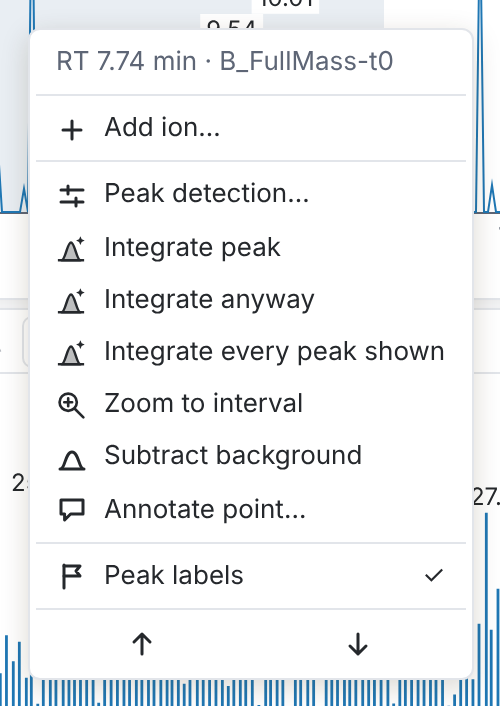 RT 7.74 min · B_FullMass-t0
Add ion...
Peak detection...
Integrate peak
Integrate anyway
Integrate every peak shown
Zoom to interval
Subtract background
Annotate point...
27.
Peak labels